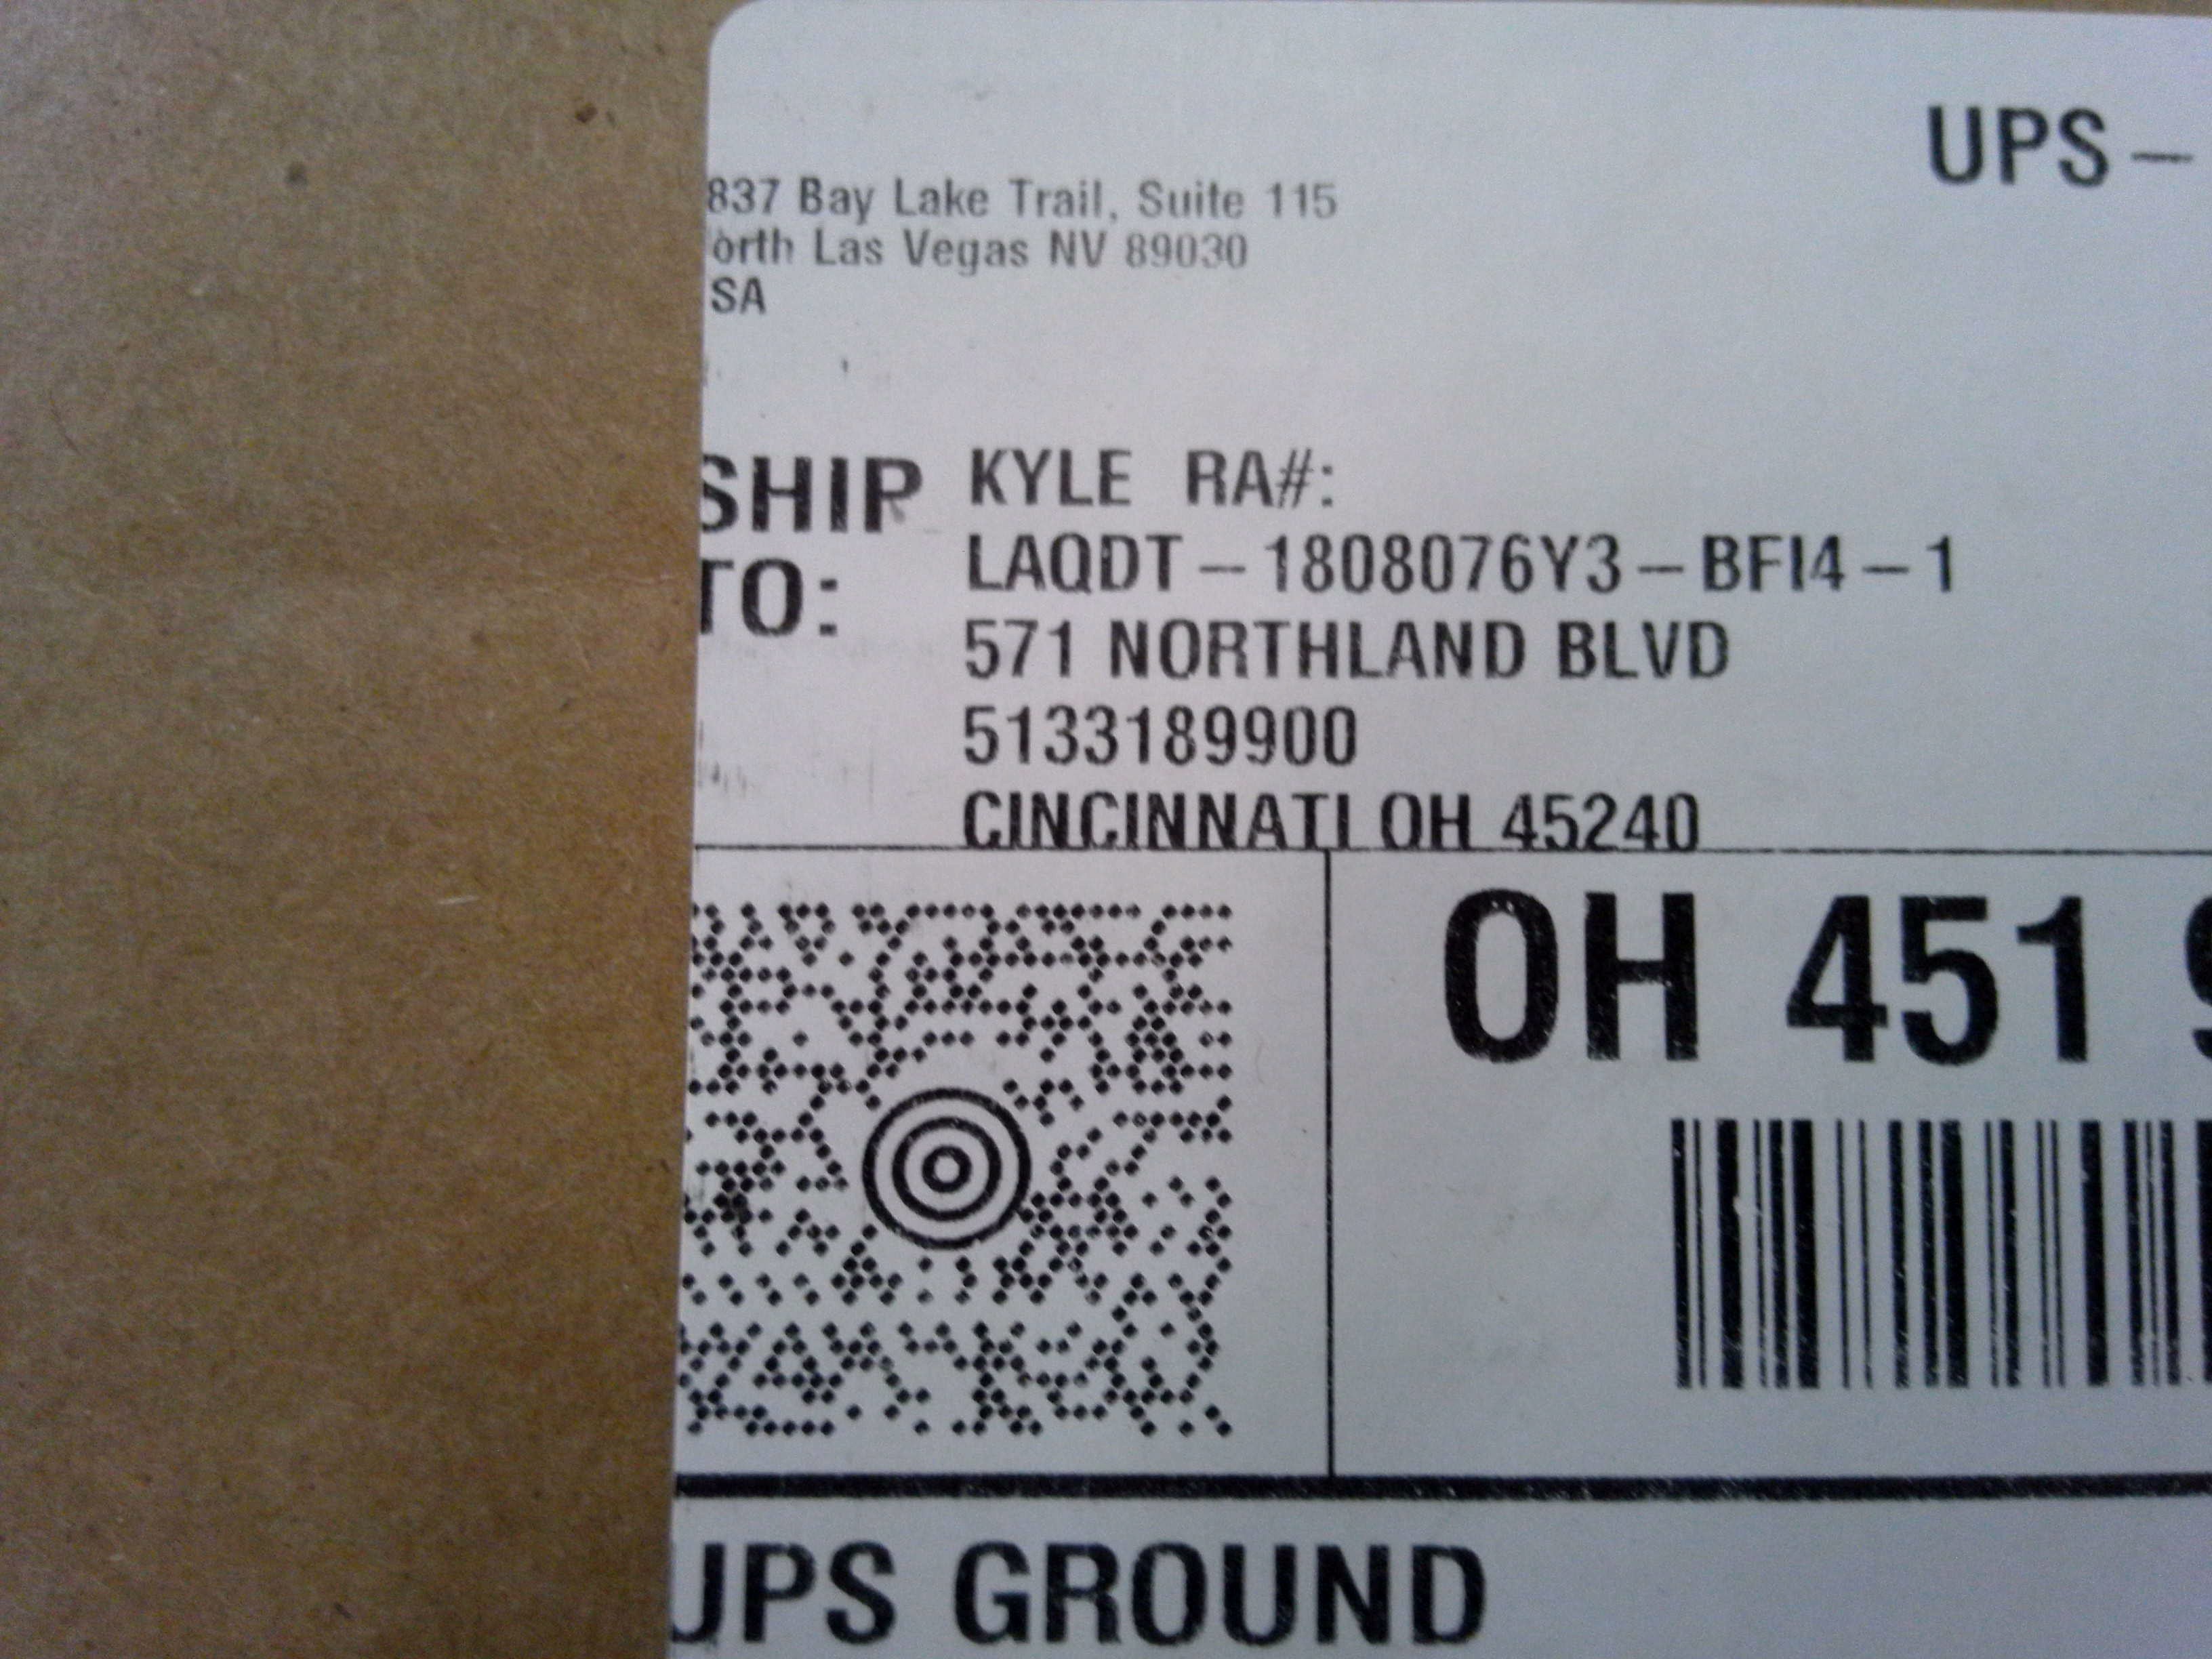 UPS-
837 Bay Lake Trail, Suite 115
orth Las Vegas NV 89030
SA
SHIP TO:
KYLE RA#:
LAQDT-1808076Y3-BFI4-1
571 NORTHLAND BLVD
5133189900
CINCINNATI OH 45240
OH 451 9
UPS GROUND